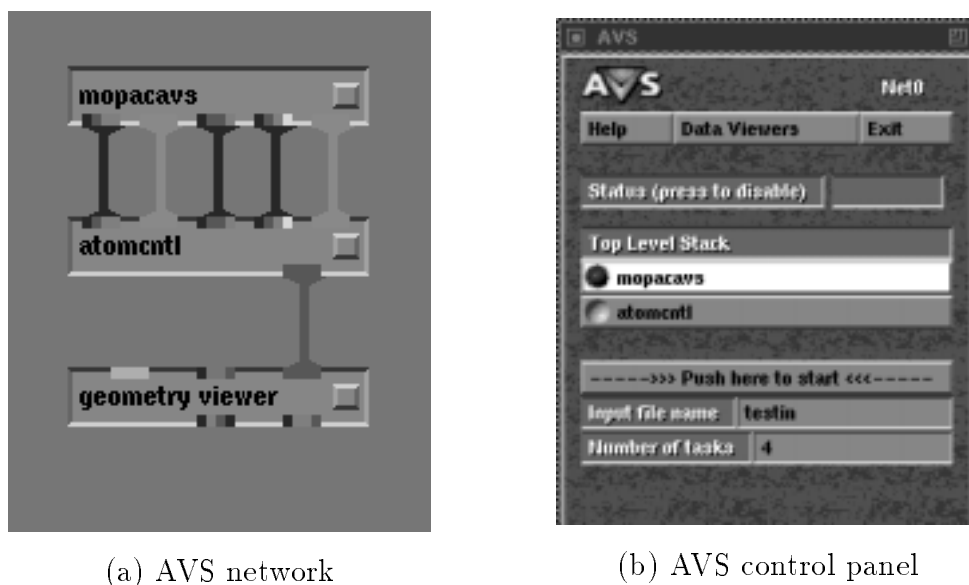 mopacavs
atomcntl
geometry viewer
(a) AVS network
AVS
AVS Net0
Help Data Viewers Exit
Status (press to disable)
Top Level Stack
mopacavs
atomcntl
----->>> Push here to start <<<-----
Input file name testin
Number of tasks 4
(b) AVS control panel